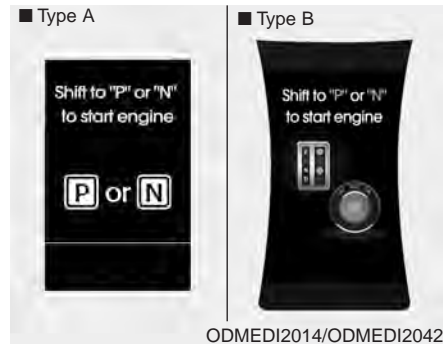 ■ Type A
Shift to "P" or "N"
to start engine
P or N
■ Type B
Shift to "P" or "N"
to start engine
ODMEDI2014/ODMEDI2042